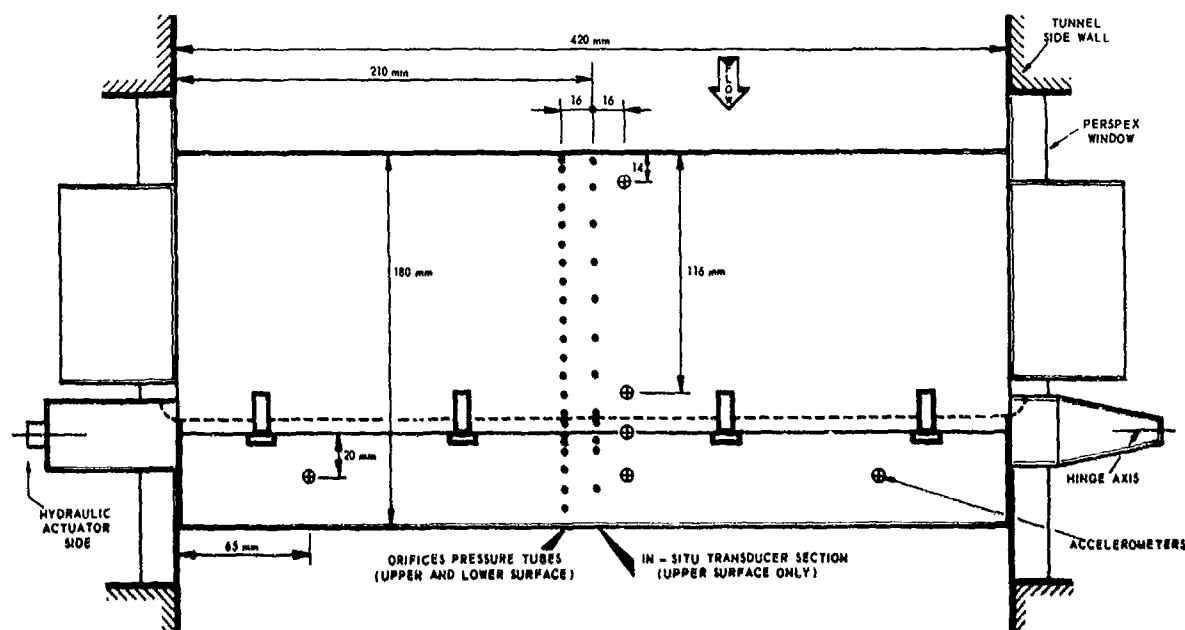 TUNNEL
SIDE WALL
420 mm
210 mm
FLOW
16
16
PERSPEX
WINDOW
14
180 mm
116 mm
20 mm
HINGE AXIS
HYDRAULIC
ACTUATOR
SIDE
65 mm
ORIFICES PRESSURE TUBES
(UPPER AND LOWER SURFACE)
IN - SITU TRANSDUCER SECTION
(UPPER SURFACE ONLY)
ACCELEROMETERS